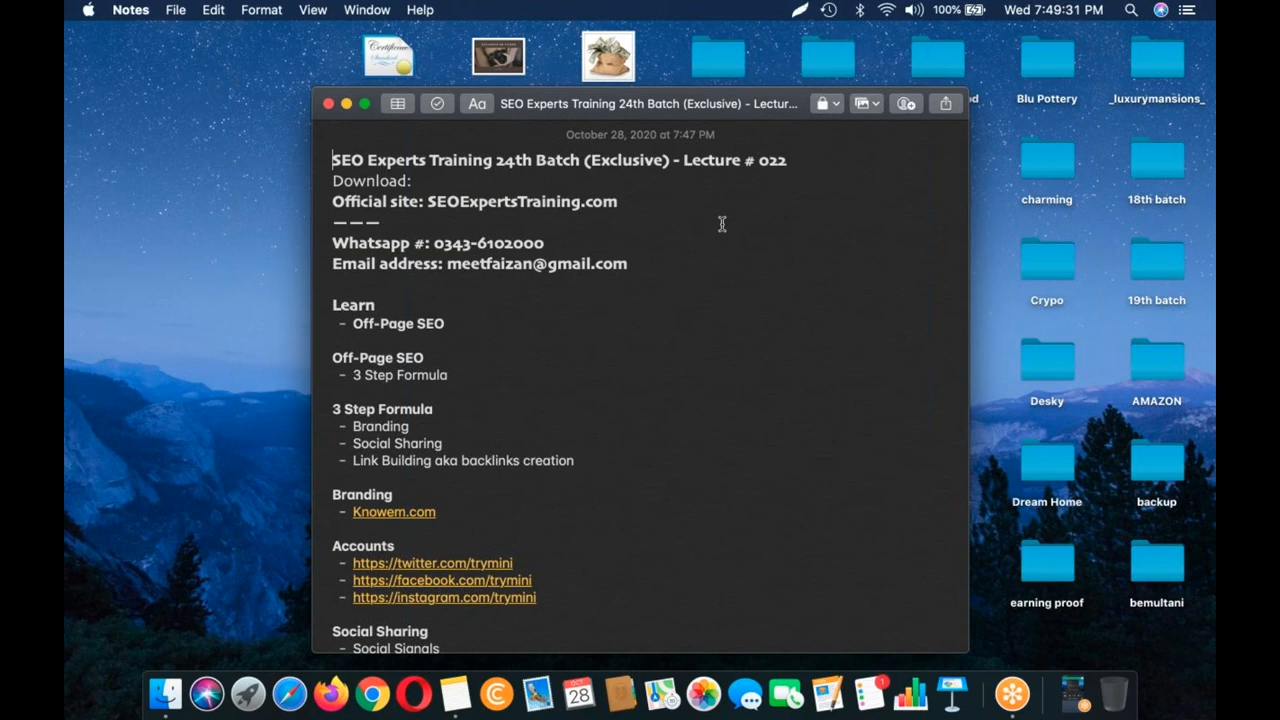 Notes File Edit Format View Window Help 100% Wed 7:49:31 PM
Certificate
Standard
Blu Pottery
_luxurymansions_
SEO Experts Training 24th Batch (Exclusive) - Lectur...
October 28, 2020 at 7:47 PM
SEO Experts Training 24th Batch (Exclusive) - Lecture # 022
Download:
Official site: SEOExpertsTraining.com
———
Whatsapp #: 0343-6102000
Email address: meetfaizan@gmail.com
Learn
- Off-Page SEO
Off-Page SEO
- 3 Step Formula
3 Step Formula
- Branding
- Social Sharing
- Link Building aka backlinks creation
Branding
- Knowem.com
Accounts
- https://twitter.com/trymini
- https://facebook.com/trymini
- https://instagram.com/trymini
Social Sharing
- Social Signals
charming
18th batch
Crypo
19th batch
Desky
AMAZON
Dream Home
backup
earning proof
bemultani
OCT
28
1